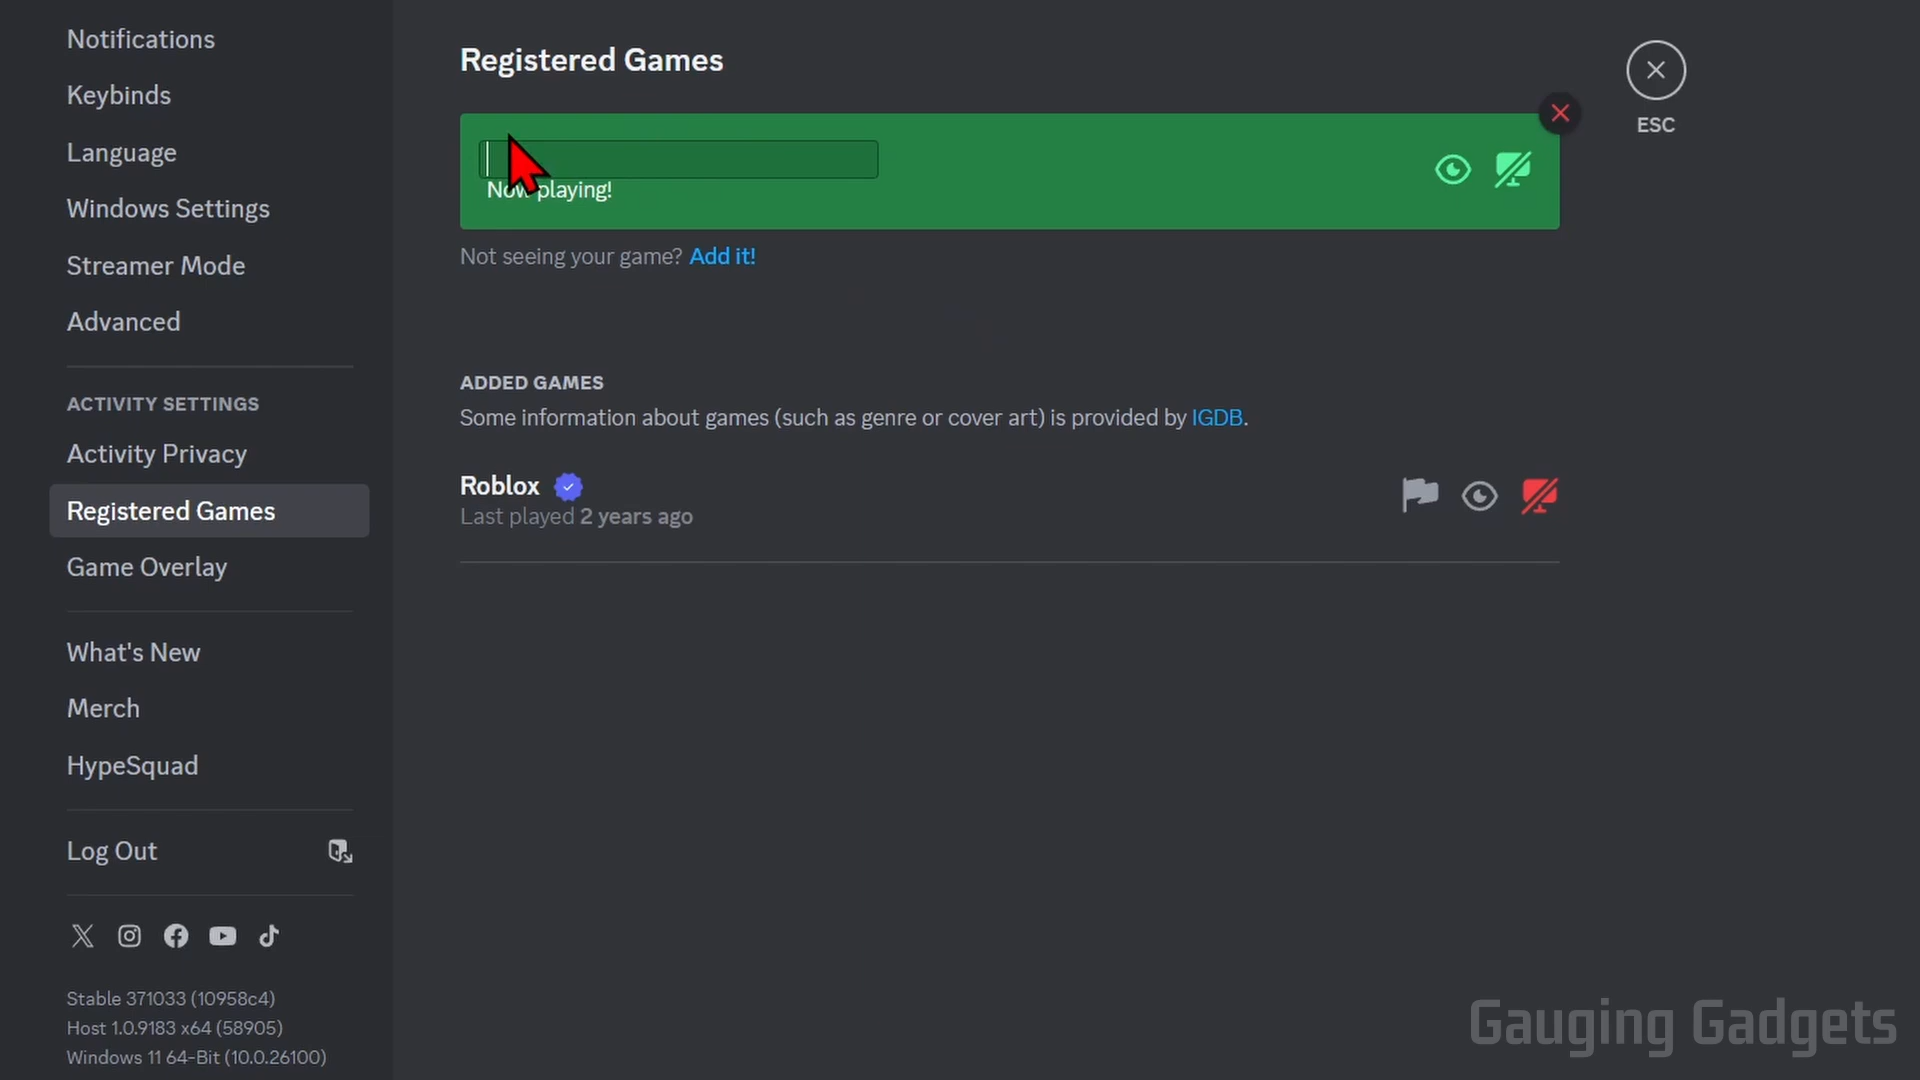 Notifications
Keybinds
Language
Windows Settings
Streamer Mode
Advanced
ACTIVITY SETTINGS
Activity Privacy
Registered Games
Game Overlay
What's New
Merch
HypeSquad
Log Out
Stable 371033 (10958c4)
Host 1.0.9183 x64 (58905)
Windows 11 64-Bit (10.0.26100)
Registered Games
Now playing!
Not seeing your game? Add it!
ADDED GAMES
Some information about games (such as genre or cover art) is provided by IGDB.
Roblox
Last played 2 years ago
ESC
Gauging Gadgets